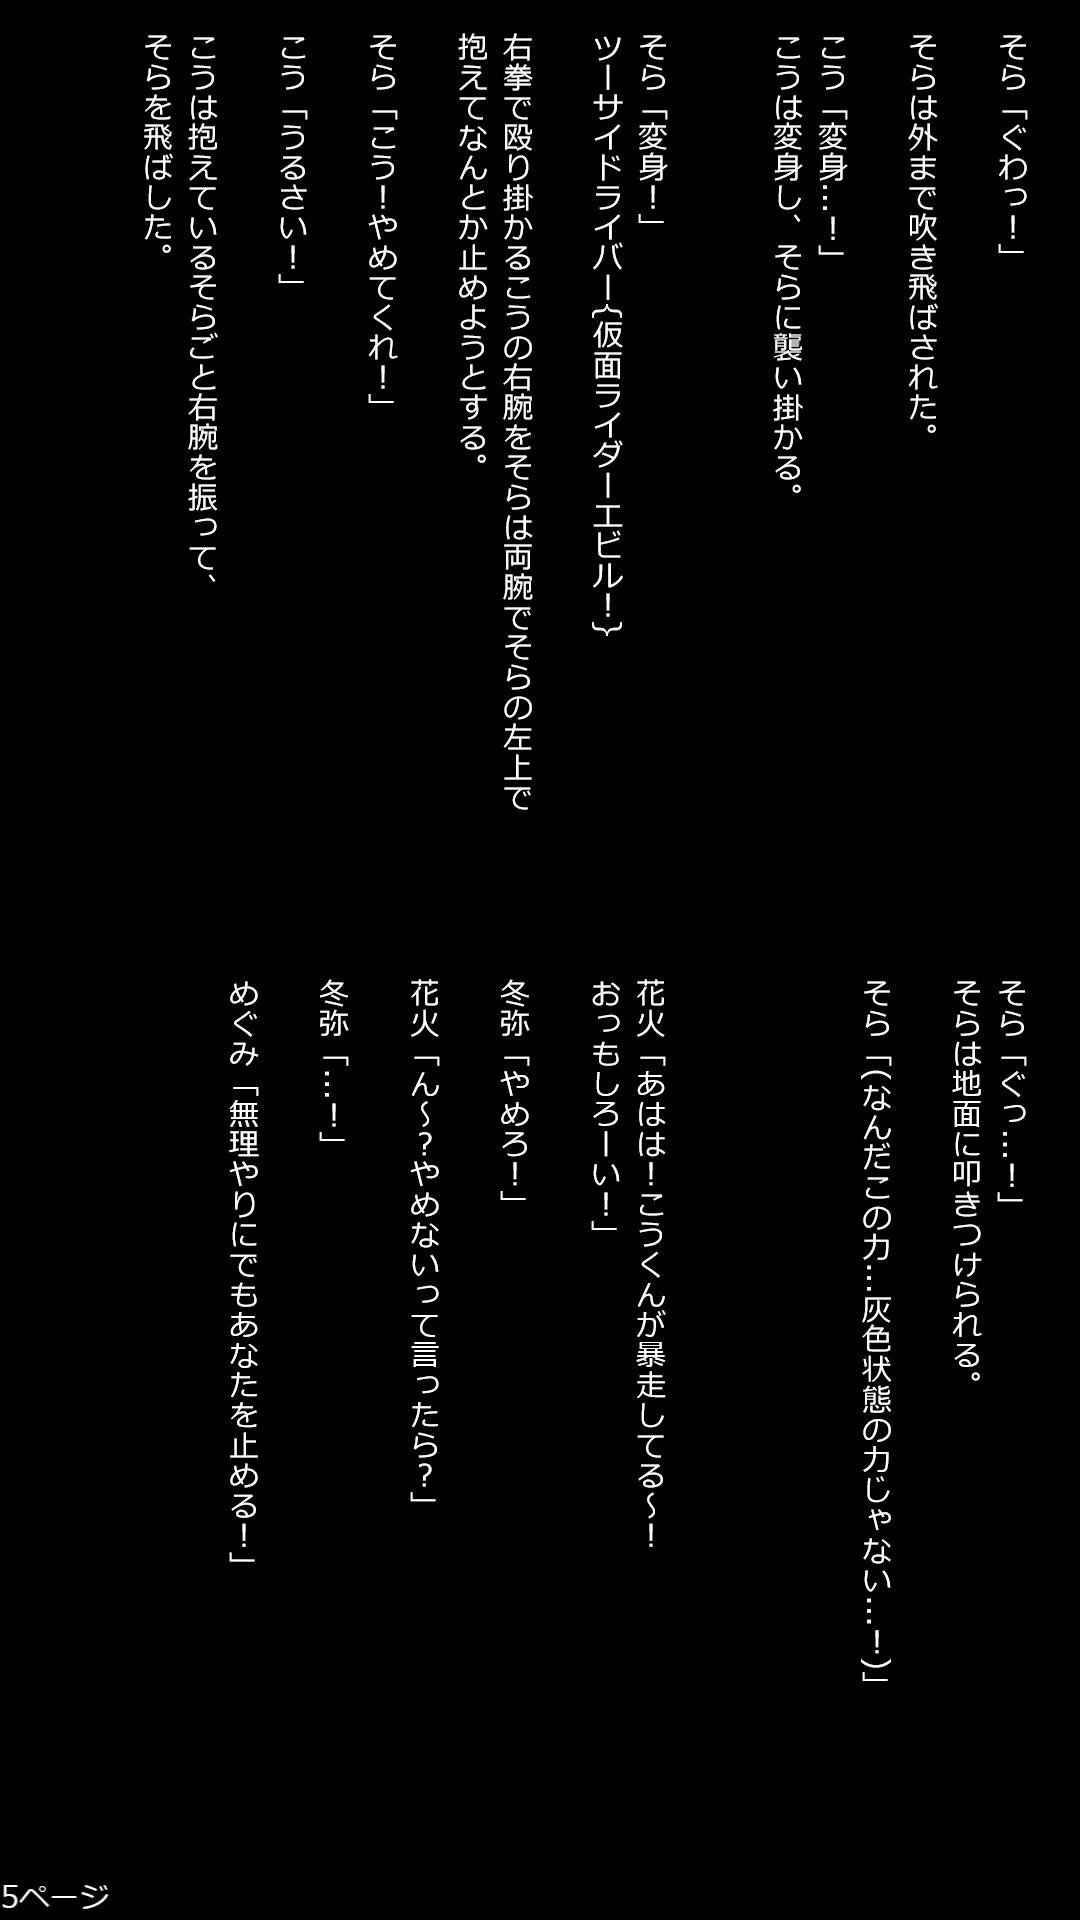 そら「ぐわっ！」
そらは外まで吹き飛ばされた。
こう「変身…！」
こうは変身し、そらに襲い掛かる。
そら「変身！」
ツーサイドライバー{仮面ライダーエビル！}
右拳で殴り掛かるこうの右腕をそらは両腕でそらの左上で
抱えてなんとか止めようとする。
そら「こう！やめてくれ！」
こう「うるさい！」
こうは抱えているそらごと右腕を振って、
そらを飛ばした。
そら「ぐっ…！」
そらは地面に叩きつけられる。
そら「(なんだこの力…灰色状態の力じゃない…！)」
花火「あはは！こうくんが暴走してる～！
おっもしろーい！」
冬弥「やめろ！」
花火「ん～？やめないって言ったら？」
冬弥「…！」
めぐみ「無理やりにでもあなたを止める！」
5ページ